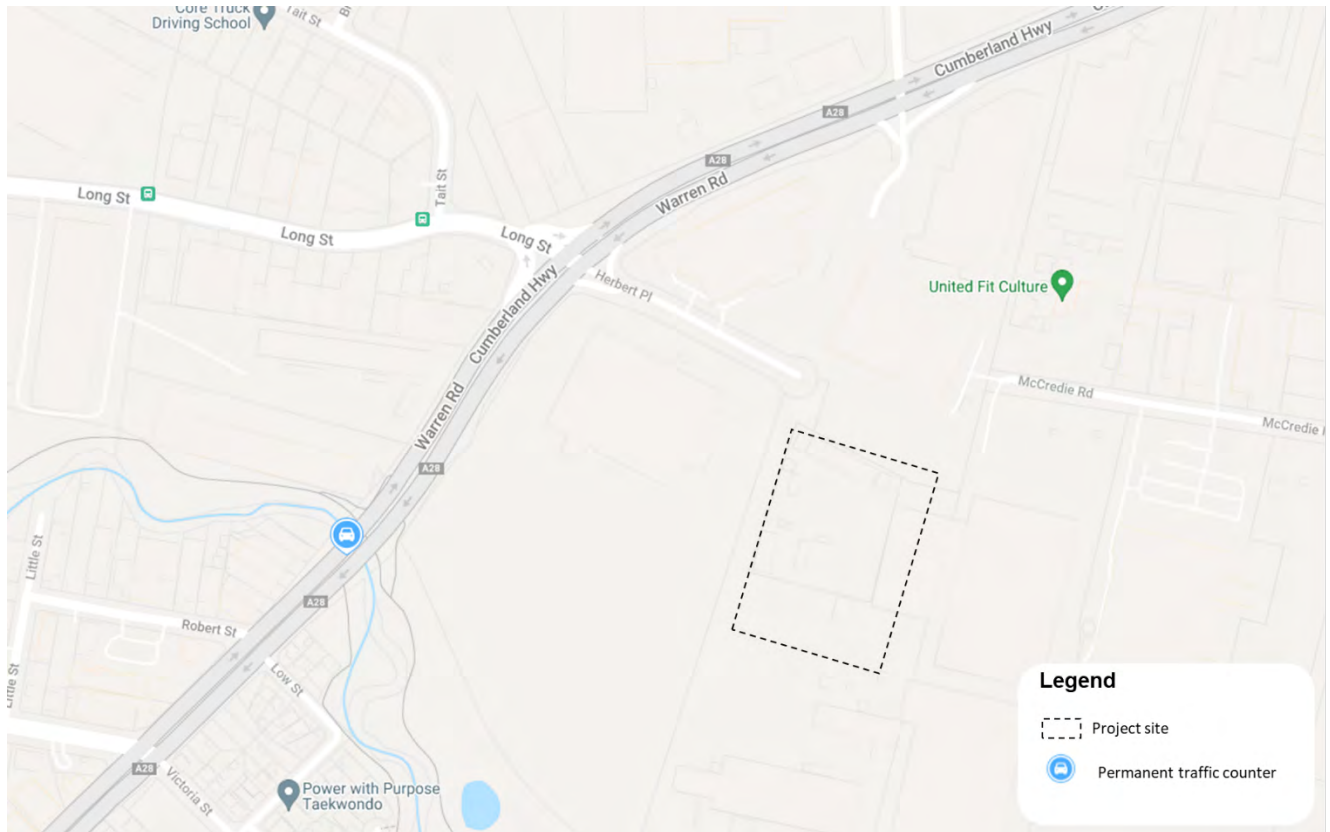 Core Truck
Driving School
Tait St
Cumberland Hwy
A28
A28
Warren Rd
Tait St
Long St
Long St
Long St
Herbert Pl
Cumberland Hwy
United Fit Culture
McCredie Rd
McCredie
Warren Rd
A28
Little St
A28
Robert St
Low St
Little St
A28
Victoria St
Power with Purpose
Taekwondo
Legend
Project site
Permanent traffic counter